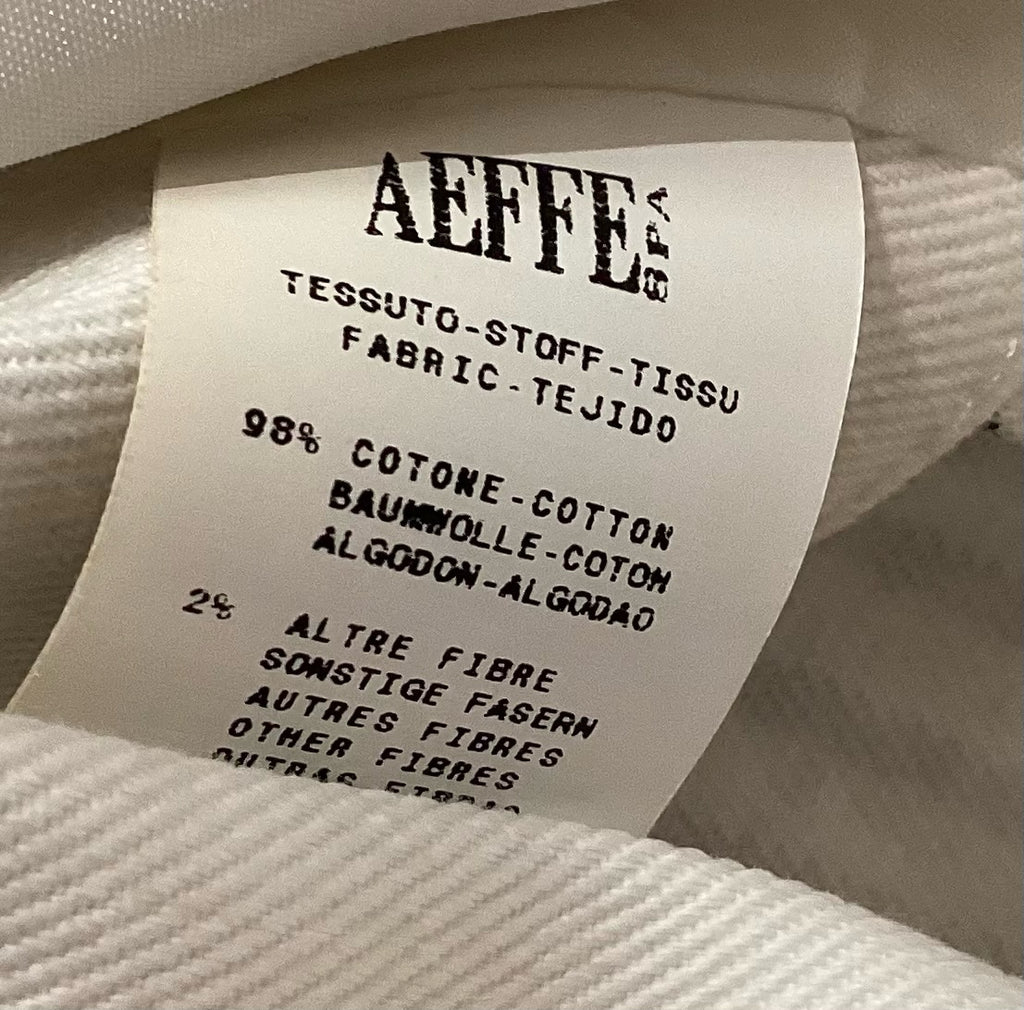 AEFFE SPA
TESSUTO-STOFF-TISSU
FABRIC-TEJIDO
98% COTONE-COTTON
BAUMWOLLE-COTON
ALGODON-ALGODAO
2% ALTRE FIBRE
SONSTIGE FASERN
AUTRES FIBRES
OTHER FIBRES
OUTRAS